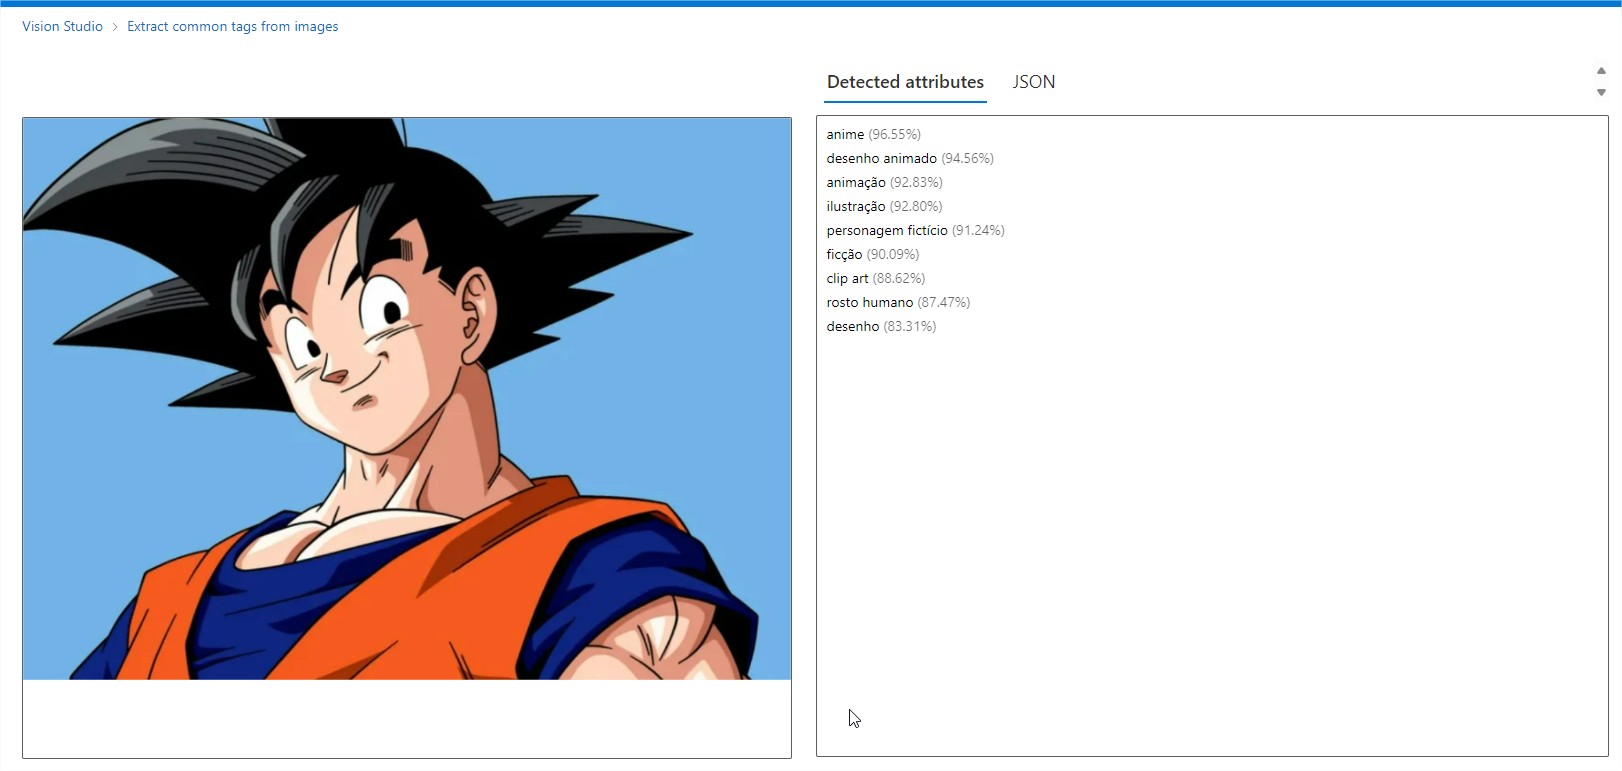 Vision Studio > Extract common tags from images
Detected attributes JSON
anime (96.55%)
desenho animado (94.56%)
animação (92.83%)
ilustração (92.80%)
personagem fictício (91.24%)
ficção (90.09%)
clip art (88.62%)
rosto humano (87.47%)
desenho (83.31%)